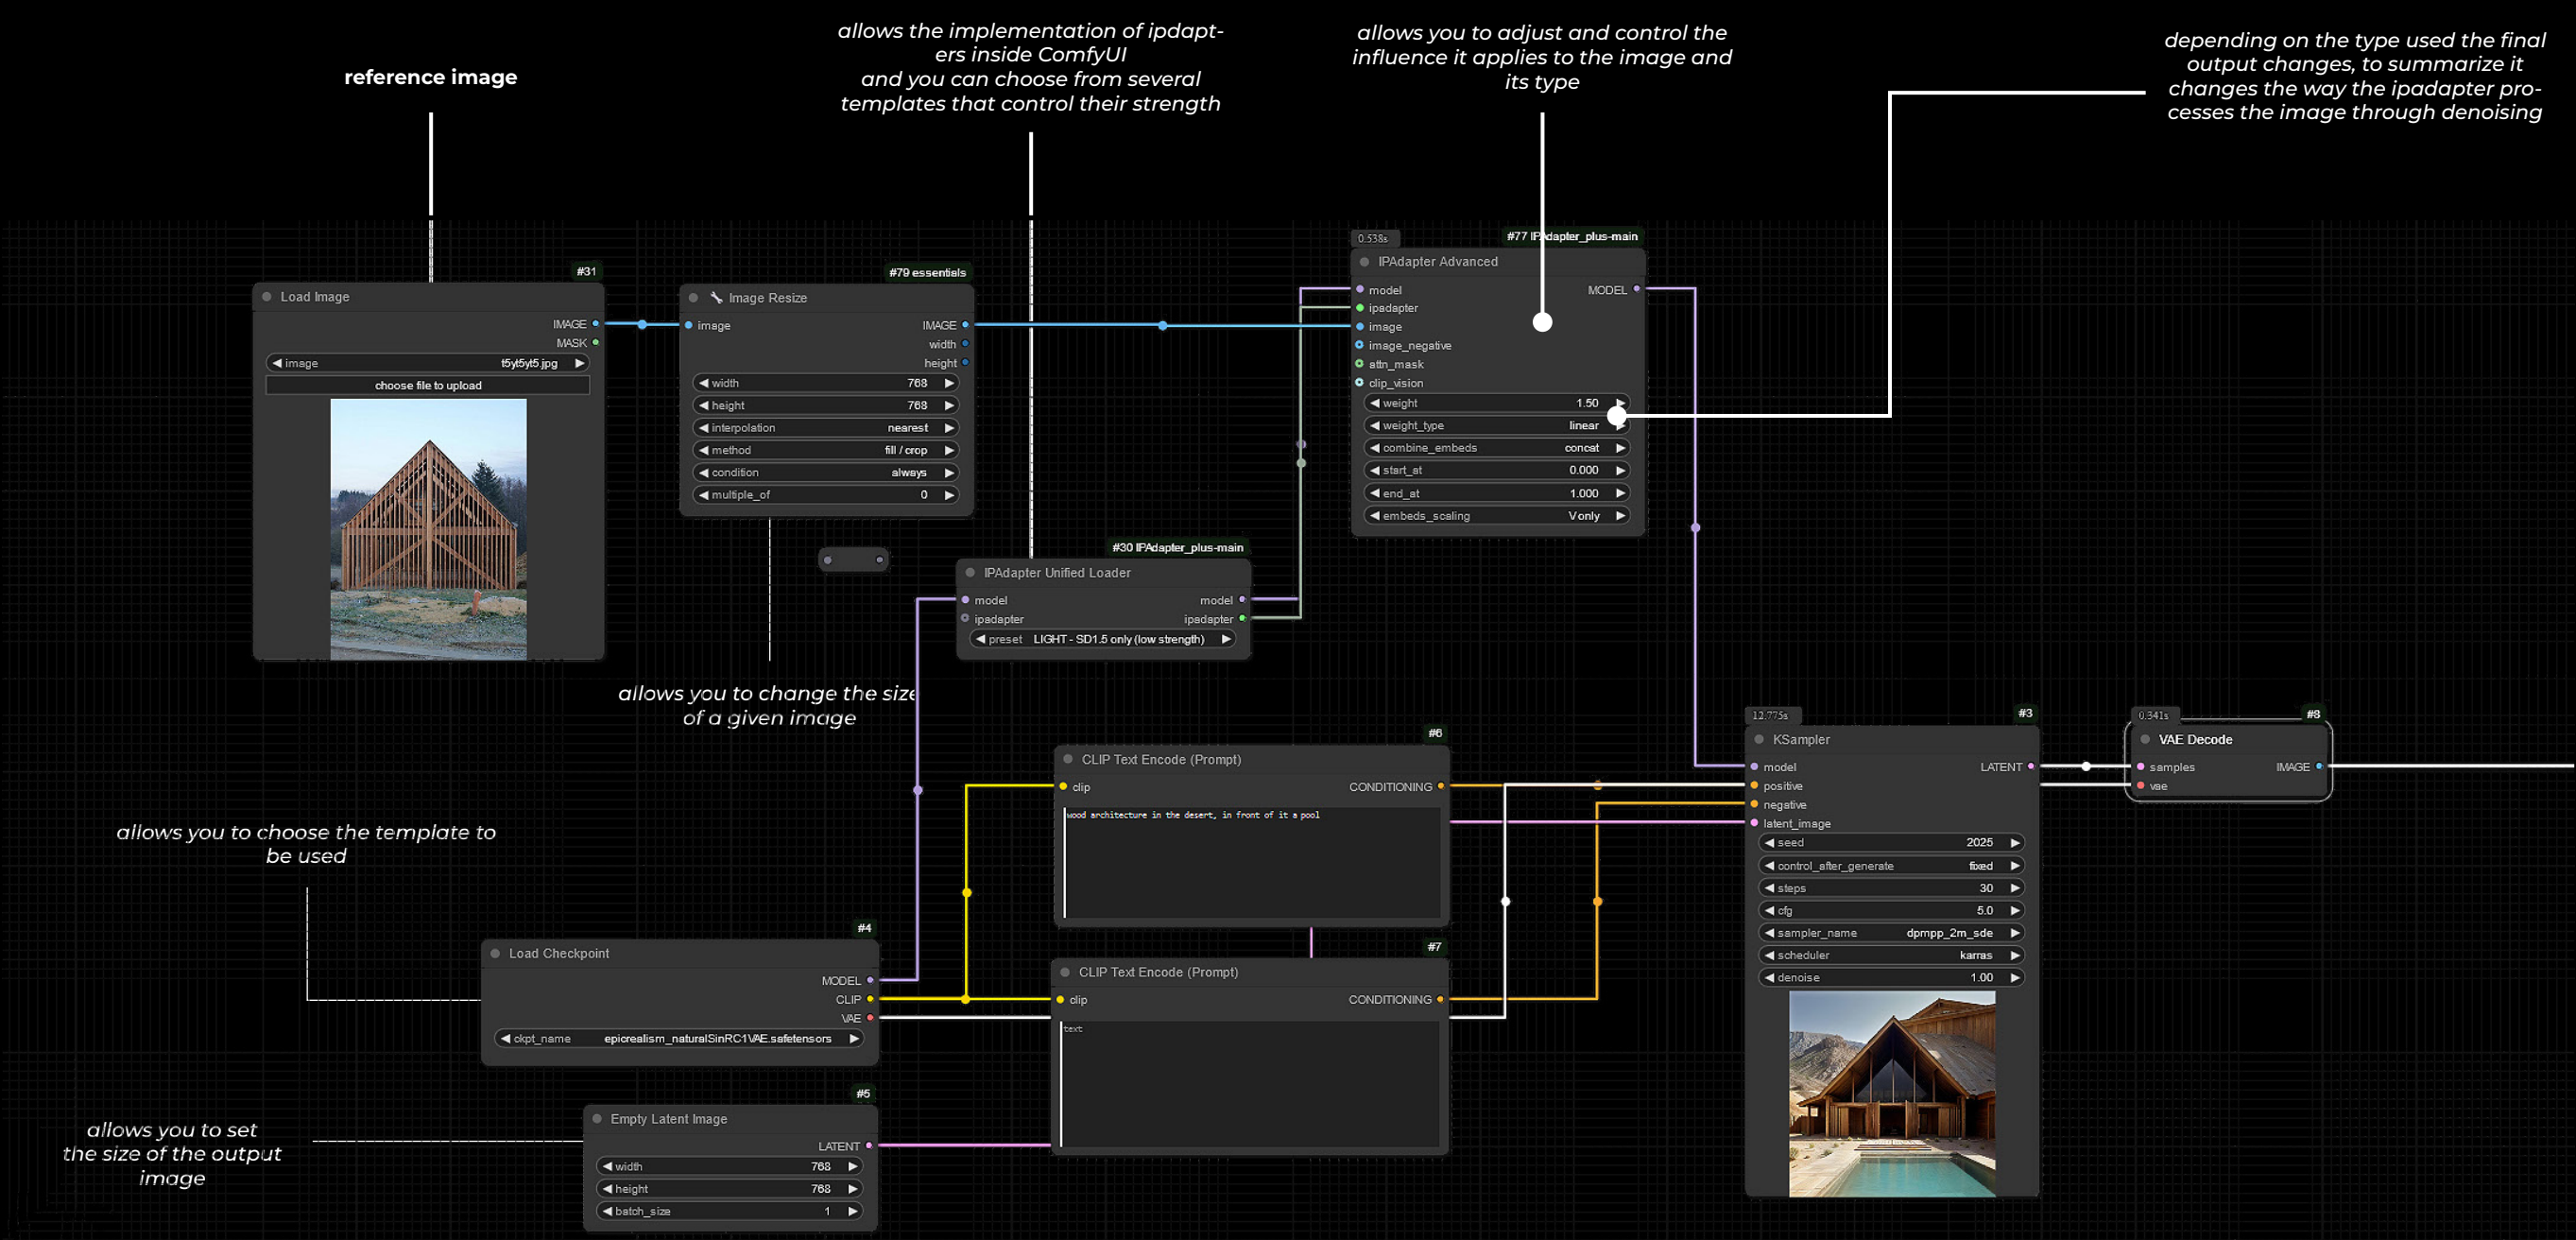 reference image
allows the implementation of ipdapt-
ers inside ComfyUI
and you can choose from several
templates that control their strength
allows you to adjust and control the
influence it applies to the image and
its type
depending on the type used the final
output changes, to summarize it
changes the way the ipadapter pro-
cesses the image through denoising
#31
Load Image
IMAGE
MASK
image t5yt5yt5.jpg
choose file to upload
#79 essentials
Image Resize
image IMAGE
width
height
width 768
height 768
interpolation nearest
method fill / crop
condition always
multiple_of 0
allows you to change the size
of a given image
#30 IPAdapter_plus-main
IPAdapter Unified Loader
model model
ipadapter ipadapter
preset LIGHT - SD1.5 only (low strength)
0.538s #77 IPAdapter_plus-main
IPAdapter Advanced
model MODEL
ipadapter
image
image_negative
attn_mask
clip_vision
weight 1.50
weight_type linear
combine_embeds concat
start_at 0.000
end_at 1.000
embeds_scaling V only
allows you to choose the template to
be used
#4
Load Checkpoint
MODEL
CLIP
VAE
ckpt_name epicrealism_naturalSinRC1VAE.safetensors
allows you to set
the size of the output
image
#5
Empty Latent Image
LATENT
width 768
height 768
batch_size 1
#6
CLIP Text Encode (Prompt)
clip CONDITIONING
wood architecture in the desert, in front of it a pool
#7
CLIP Text Encode (Prompt)
clip CONDITIONING
text
12.775s #3
KSampler
model LATENT
positive
negative
latent_image
seed 2025
control_after_generate fixed
steps 30
cfg 5.0
sampler_name dpmpp_2m_sde
scheduler karras
denoise 1.00
0.341s #8
VAE Decode
samples IMAGE
vae